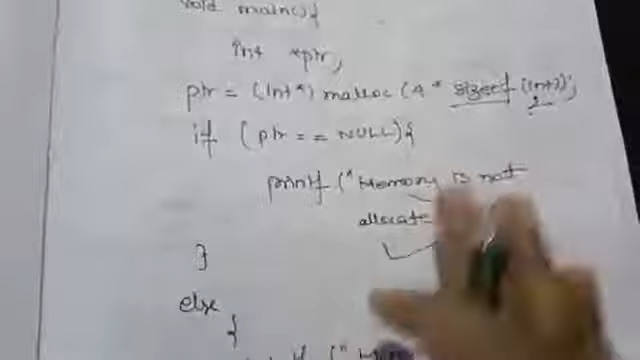 void main(){
int *ptr;
ptr = (int*) malloc (4 * sizeof (int));
if (ptr == NULL){
printf ("Memory is not
allocate
}
else
{
("